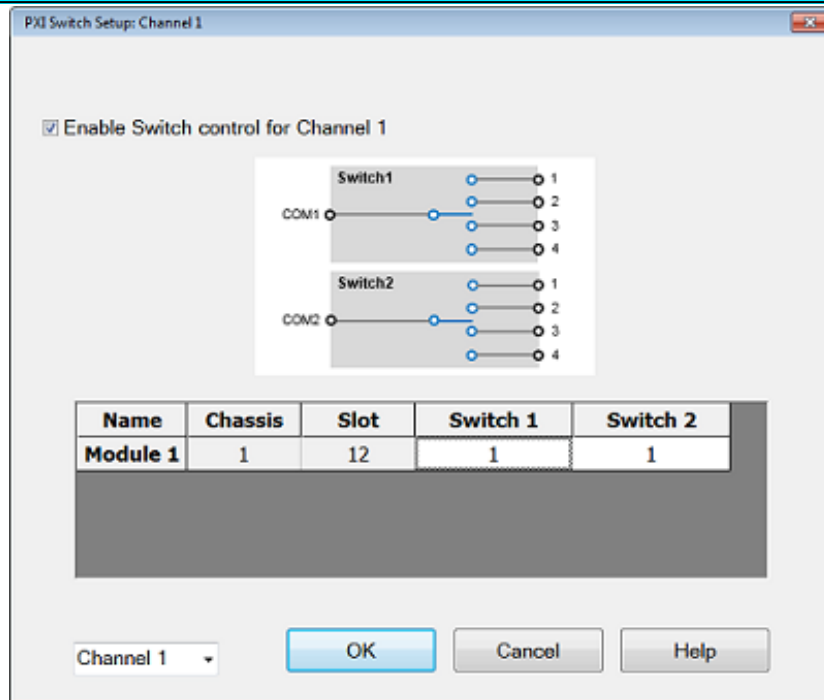 PXI Switch Setup: Channel 1
Enable Switch control for Channel 1
Switch1
1
2
COM1
3
4
Switch2
1
2
COM2
3
4
Name Chassis Slot Switch 1 Switch 2
Module 1 1 12 1 1
Channel 1 OK Cancel Help